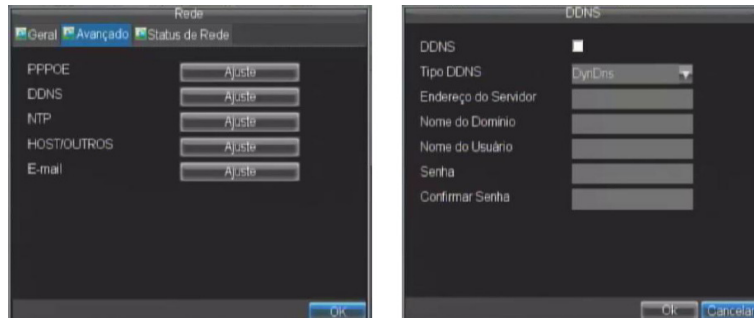 Rede
Geral Avançado Status de Rede
PPPOE Ajuste
DDNS Ajuste
NTP Ajuste
HOST/OUTROS Ajuste
E-mail Ajuste
OK
DDNS
DDNS
Tipo DDNS DynDns
Endereço do Servidor
Nome do Domínio
Nome do Usuário
Senha
Confirmar Senha
Ok Cancelar